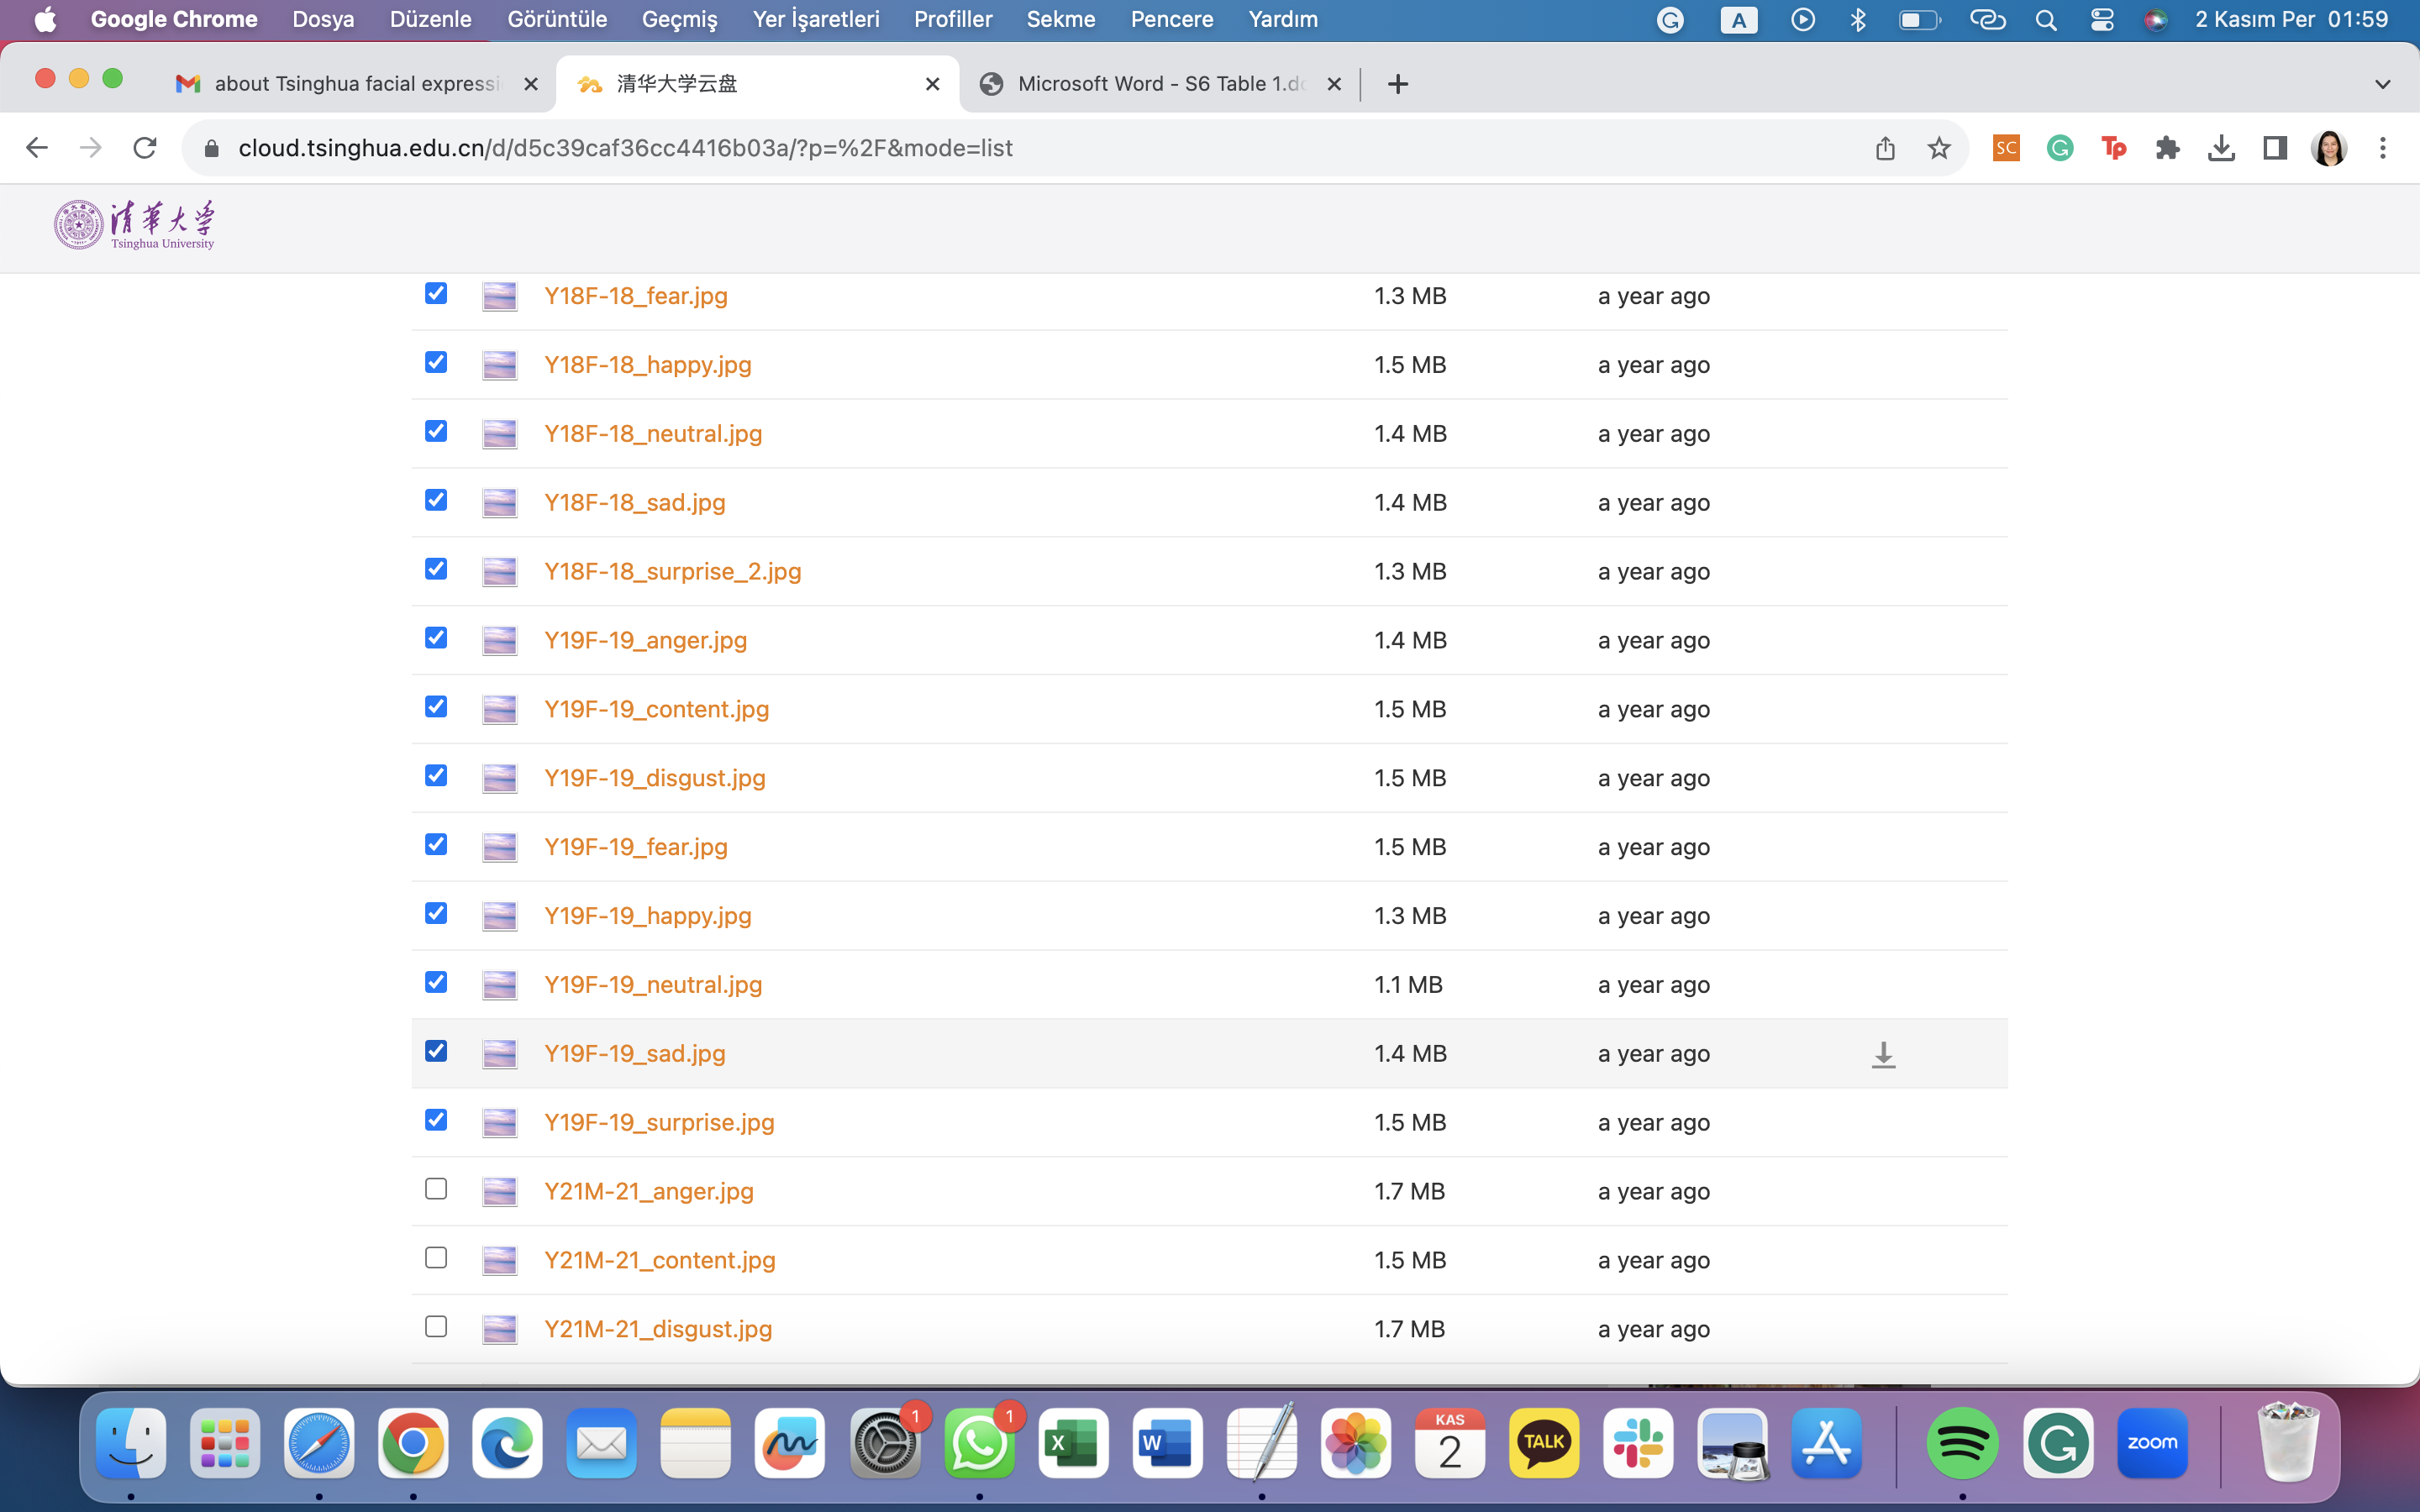 Google Chrome Dosya Düzenle Görüntüle Geçmiş Yer İşaretleri Profiller Sekme Pencere Yardım A 2 Kasım Per 01:59
about Tsinghua facial expressi 清华大学云盘 Microsoft Word - S6 Table 1.do
cloud.tsinghua.edu.cn/d/d5c39caf36cc4416b03a/?p=%2F&mode=list SC G Tp
清華大学
Tsinghua University
Y18F-18_fear.jpg 1.3 MB a year ago
Y18F-18_happy.jpg 1.5 MB a year ago
Y18F-18_neutral.jpg 1.4 MB a year ago
Y18F-18_sad.jpg 1.4 MB a year ago
Y18F-18_surprise_2.jpg 1.3 MB a year ago
Y19F-19_anger.jpg 1.4 MB a year ago
Y19F-19_content.jpg 1.5 MB a year ago
Y19F-19_disgust.jpg 1.5 MB a year ago
Y19F-19_fear.jpg 1.5 MB a year ago
Y19F-19_happy.jpg 1.3 MB a year ago
Y19F-19_neutral.jpg 1.1 MB a year ago
Y19F-19_sad.jpg 1.4 MB a year ago
Y19F-19_surprise.jpg 1.5 MB a year ago
Y21M-21_anger.jpg 1.7 MB a year ago
Y21M-21_content.jpg 1.5 MB a year ago
Y21M-21_disgust.jpg 1.7 MB a year ago
1 1 X W KAS 2 TALK G zoom